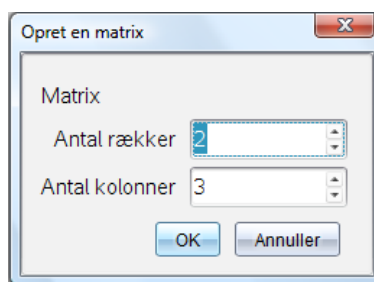 Opret en matrix
Matrix
Antal rækker 2
Antal kolonner 3
OK Annuller